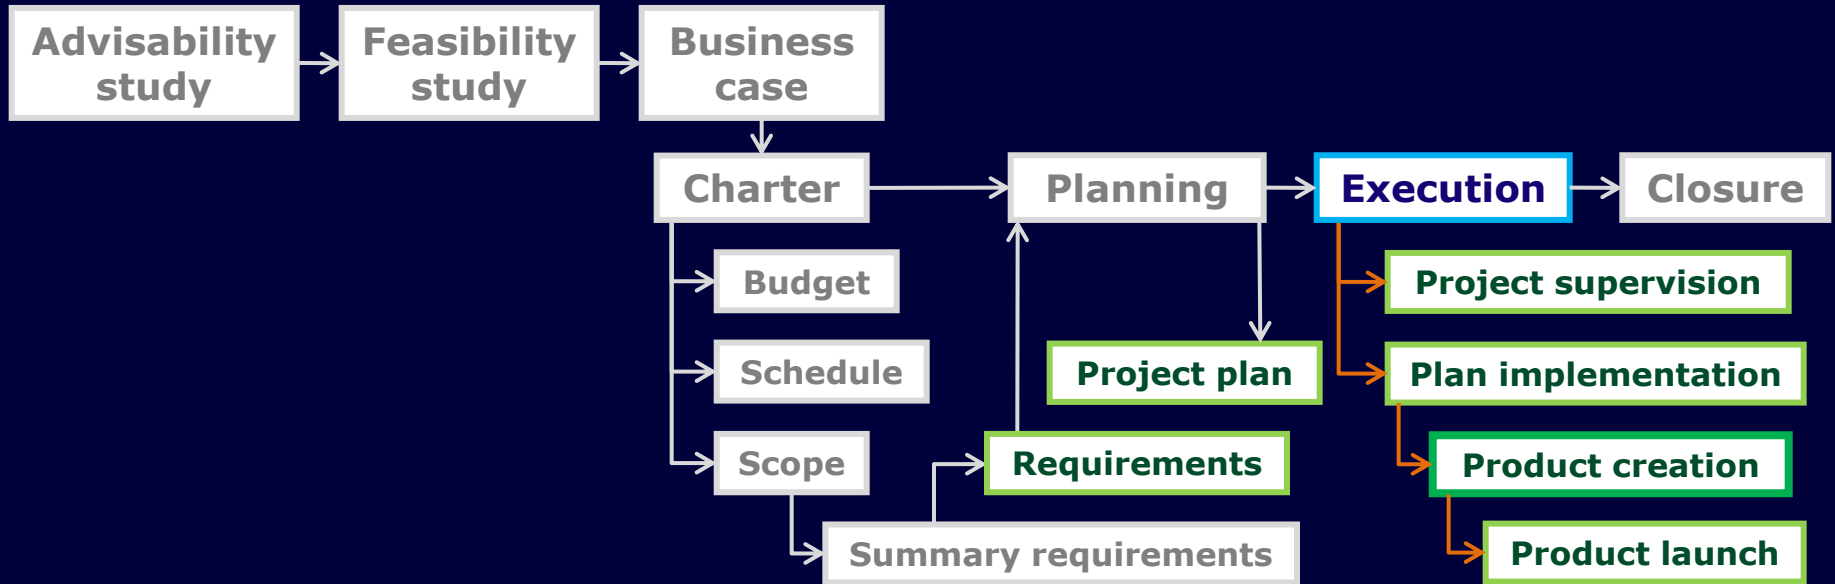 Advisability
study
Feasibility
study
Business
case
Charter
Planning
Execution
Closure
Budget
Project supervision
Schedule
Project plan
Plan implementation
Scope
Requirements
Product creation
Summary requirements
Product launch